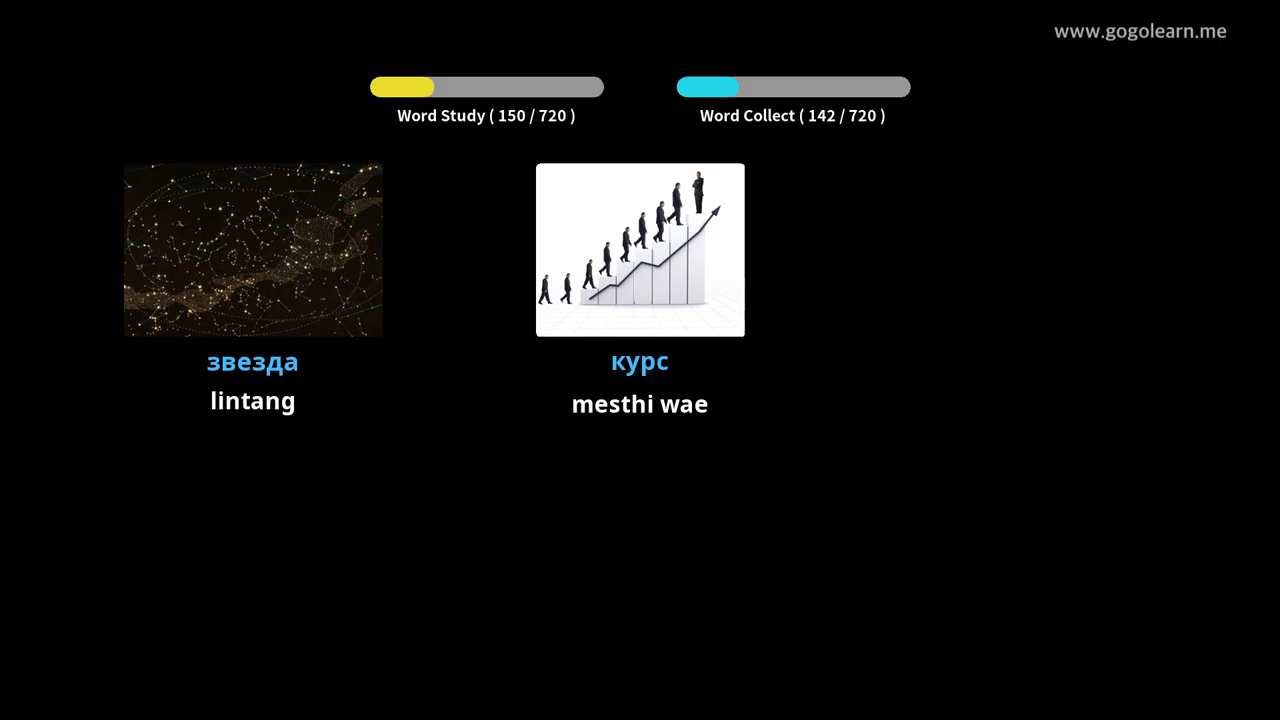 www.gogolearn.me
Word Study ( 150 / 720 )
Word Collect ( 142 / 720 )
звезда
lintang
курс
mesthi wae